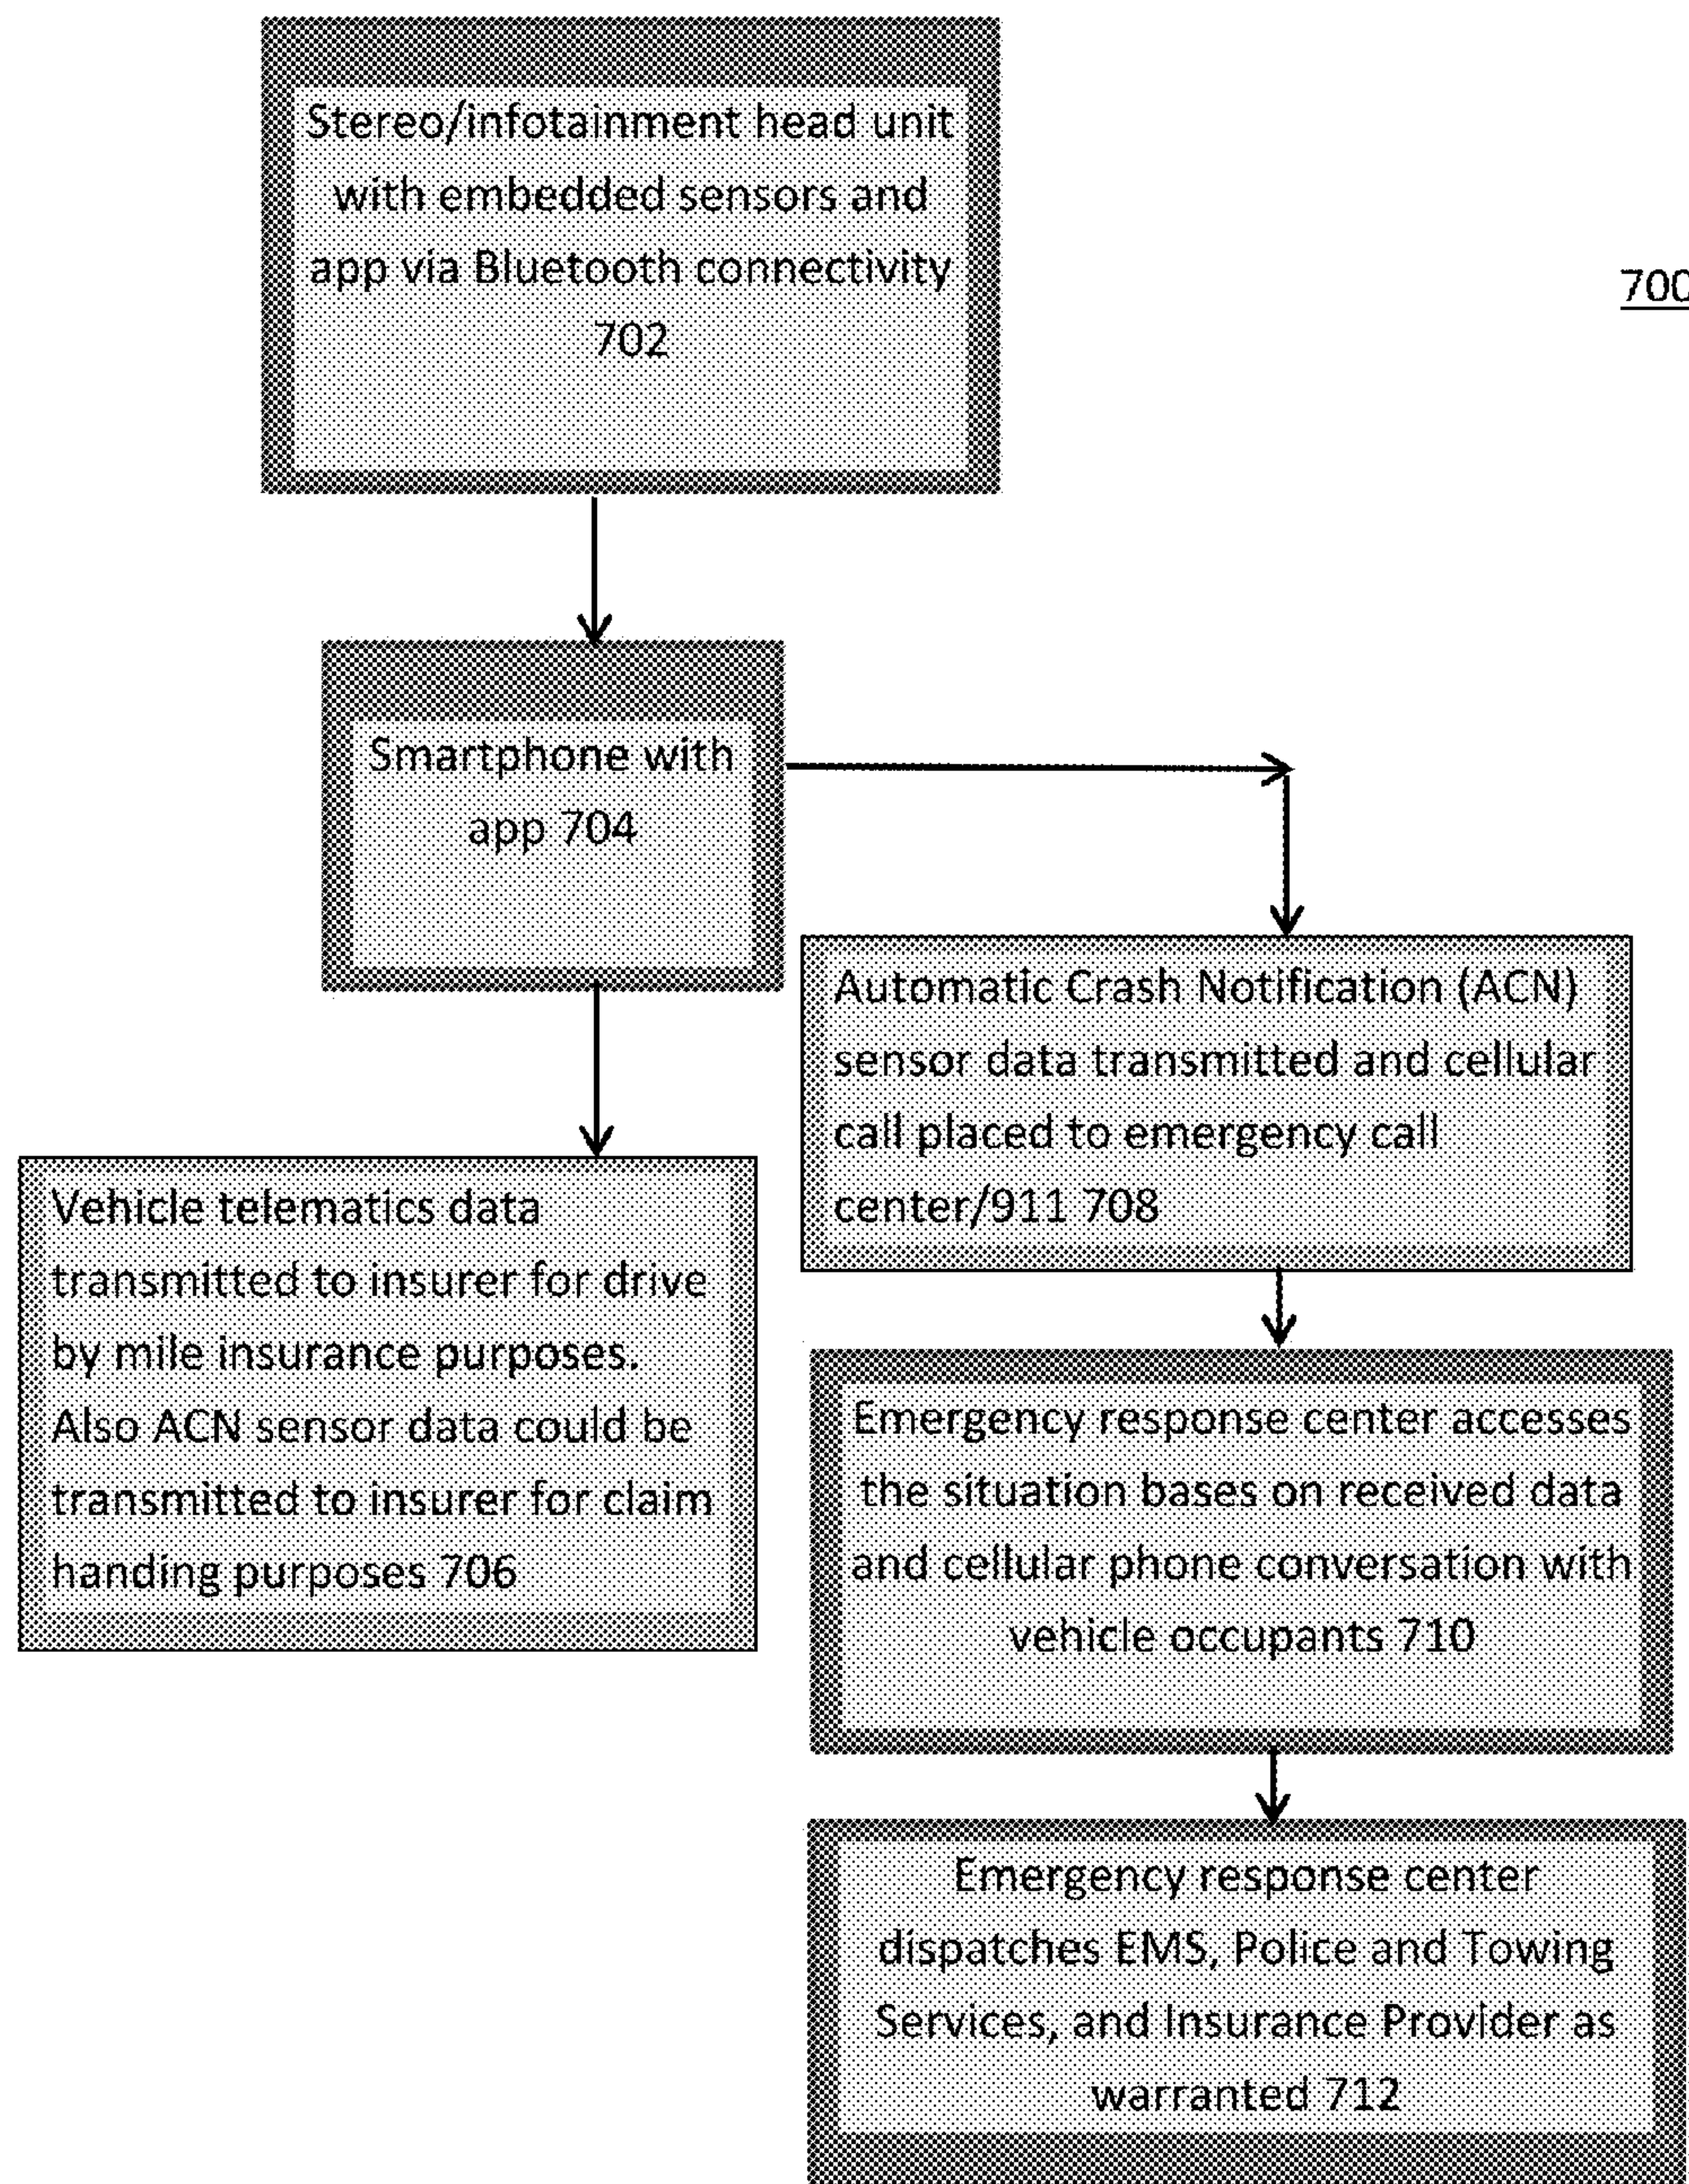 Stereo/infotainment head unit
with embedded sensors and
app via Bluetooth connectivity
702
700
Smartphone with
app 704
Automatic Crash Notification (ACN)
sensor data transmitted and cellular
call placed to emergency call
center/911 708
Vehicle telematics data
transmitted to insurer for drive
by mile insurance purposes.
Also ACN sensor data could be
transmitted to insurer for claim
handing purposes 706
Emergency response center accesses
the situation bases on received data
and cellular phone conversation with
vehicle occupants 710
Emergency response center
dispatches EMS, Police and Towing
Services, and Insurance Provider as
warranted 712